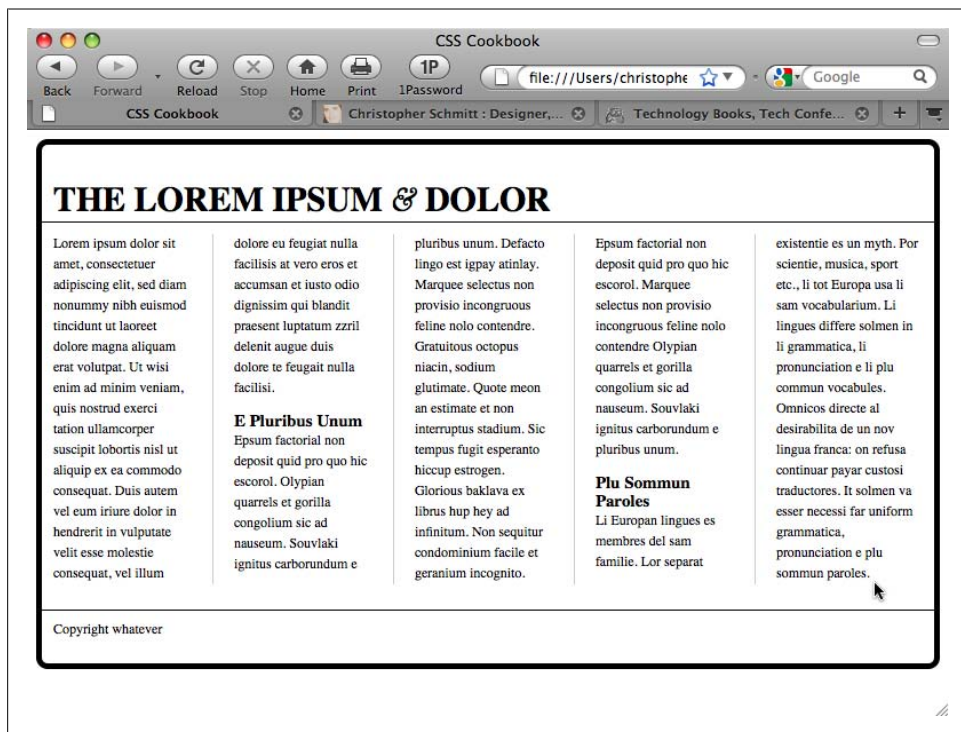 CSS Cookbook
Back Forward Reload Stop Home Print 1Password file:///Users/christophe Google
1P
CSS Cookbook Christopher Schmitt : Designer,... Technology Books, Tech Confe...
THE LOREM IPSUM & DOLOR
Lorem ipsum dolor sit
amet, consectetuer
adipiscing elit, sed diam
nonummy nibh euismod
tincidunt ut laoreet
dolore magna aliquam
erat volutpat. Ut wisi
enim ad minim veniam,
quis nostrud exerci
tation ullamcorper
suscipit lobortis nisl ut
aliquip ex ea commodo
consequat. Duis autem
vel eum iriure dolor in
hendrerit in vulputate
velit esse molestie
consequat, vel illum
dolore eu feugiat nulla
facilisis at vero eros et
accumsan et iusto odio
dignissim qui blandit
praesent luptatum zzril
delenit augue duis
dolore te feugait nulla
facilisi.
E Pluribus Unum
Epsum factorial non
deposit quid pro quo hic
escorol. Olypian
quarrels et gorilla
congolium sic ad
nauseum. Souvlaki
ignitus carborundum e
pluribus unum. Defacto
lingo est igpay atinlay.
Marquee selectus non
provisio incongruous
feline nolo contendre.
Gratuitous octopus
niacin, sodium
glutimate. Quote meon
an estimate et non
interruptus stadium. Sic
tempus fugit esperanto
hiccup estrogen.
Glorious baklava ex
librus hup hey ad
infinitum. Non sequitur
condominium facile et
geranium incognito.
Epsum factorial non
deposit quid pro quo hic
escorol. Marquee
selectus non provisio
incongruous feline nolo
contendre Olypian
quarrels et gorilla
congolium sic ad
nauseum. Souvlaki
ignitus carborundum e
pluribus unum.
Plu Sommun
Paroles
Li Europan lingues es
membres del sam
familie. Lor separat
existentie es un myth. Por
scientie, musica, sport
etc., li tot Europa usa li
sam vocabularium. Li
lingues differe solmen in
li grammatica, li
pronunciation e li plu
commun vocabules.
Omnicos directe al
desirabilita de un nov
lingua franca: on refusa
continuar payar custosi
traductores. It solmen va
esser necessi far uniform
grammatica,
pronunciation e plu
sommun paroles.
Copyright whatever